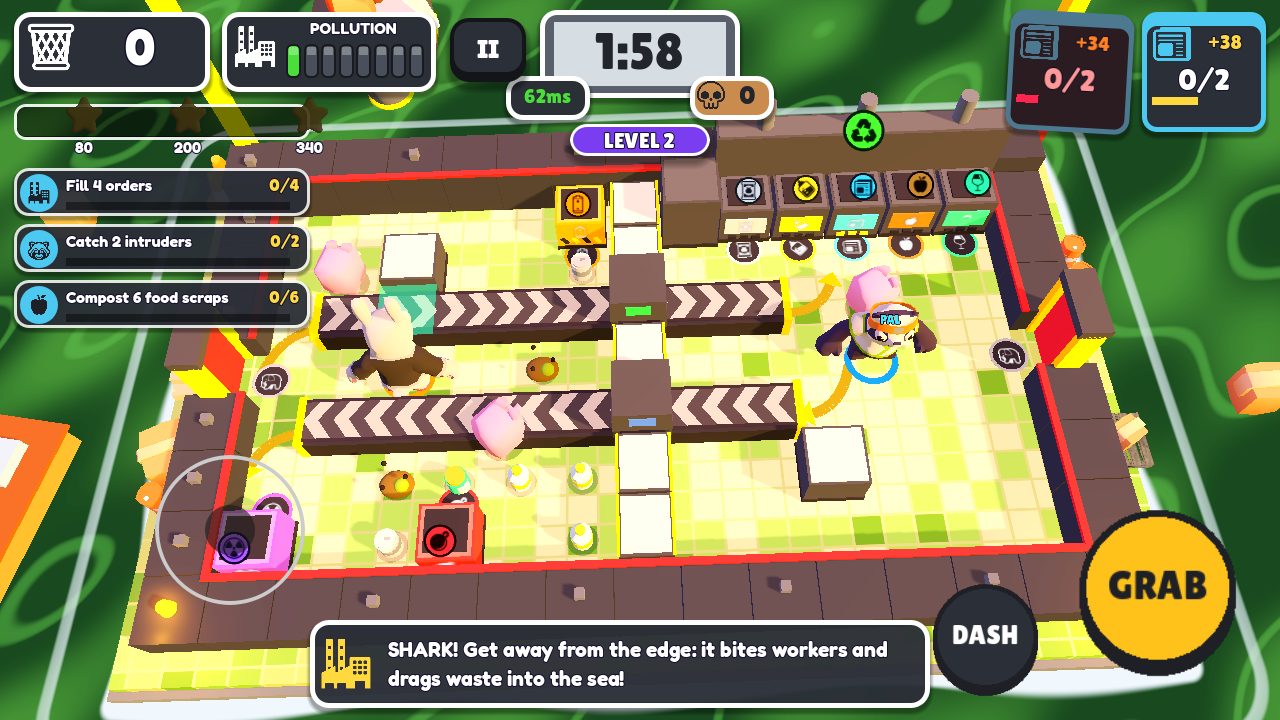 0
POLLUTION
II
1:58
62ms
0
+34
0/2
+38
0/2
80
200
340
LEVEL 2
Fill 4 orders
0/4
Catch 2 intruders
0/2
Compost 6 food scraps
0/6
PAL
GRAB
DASH
SHARK! Get away from the edge: it bites workers and
drags waste into the sea!